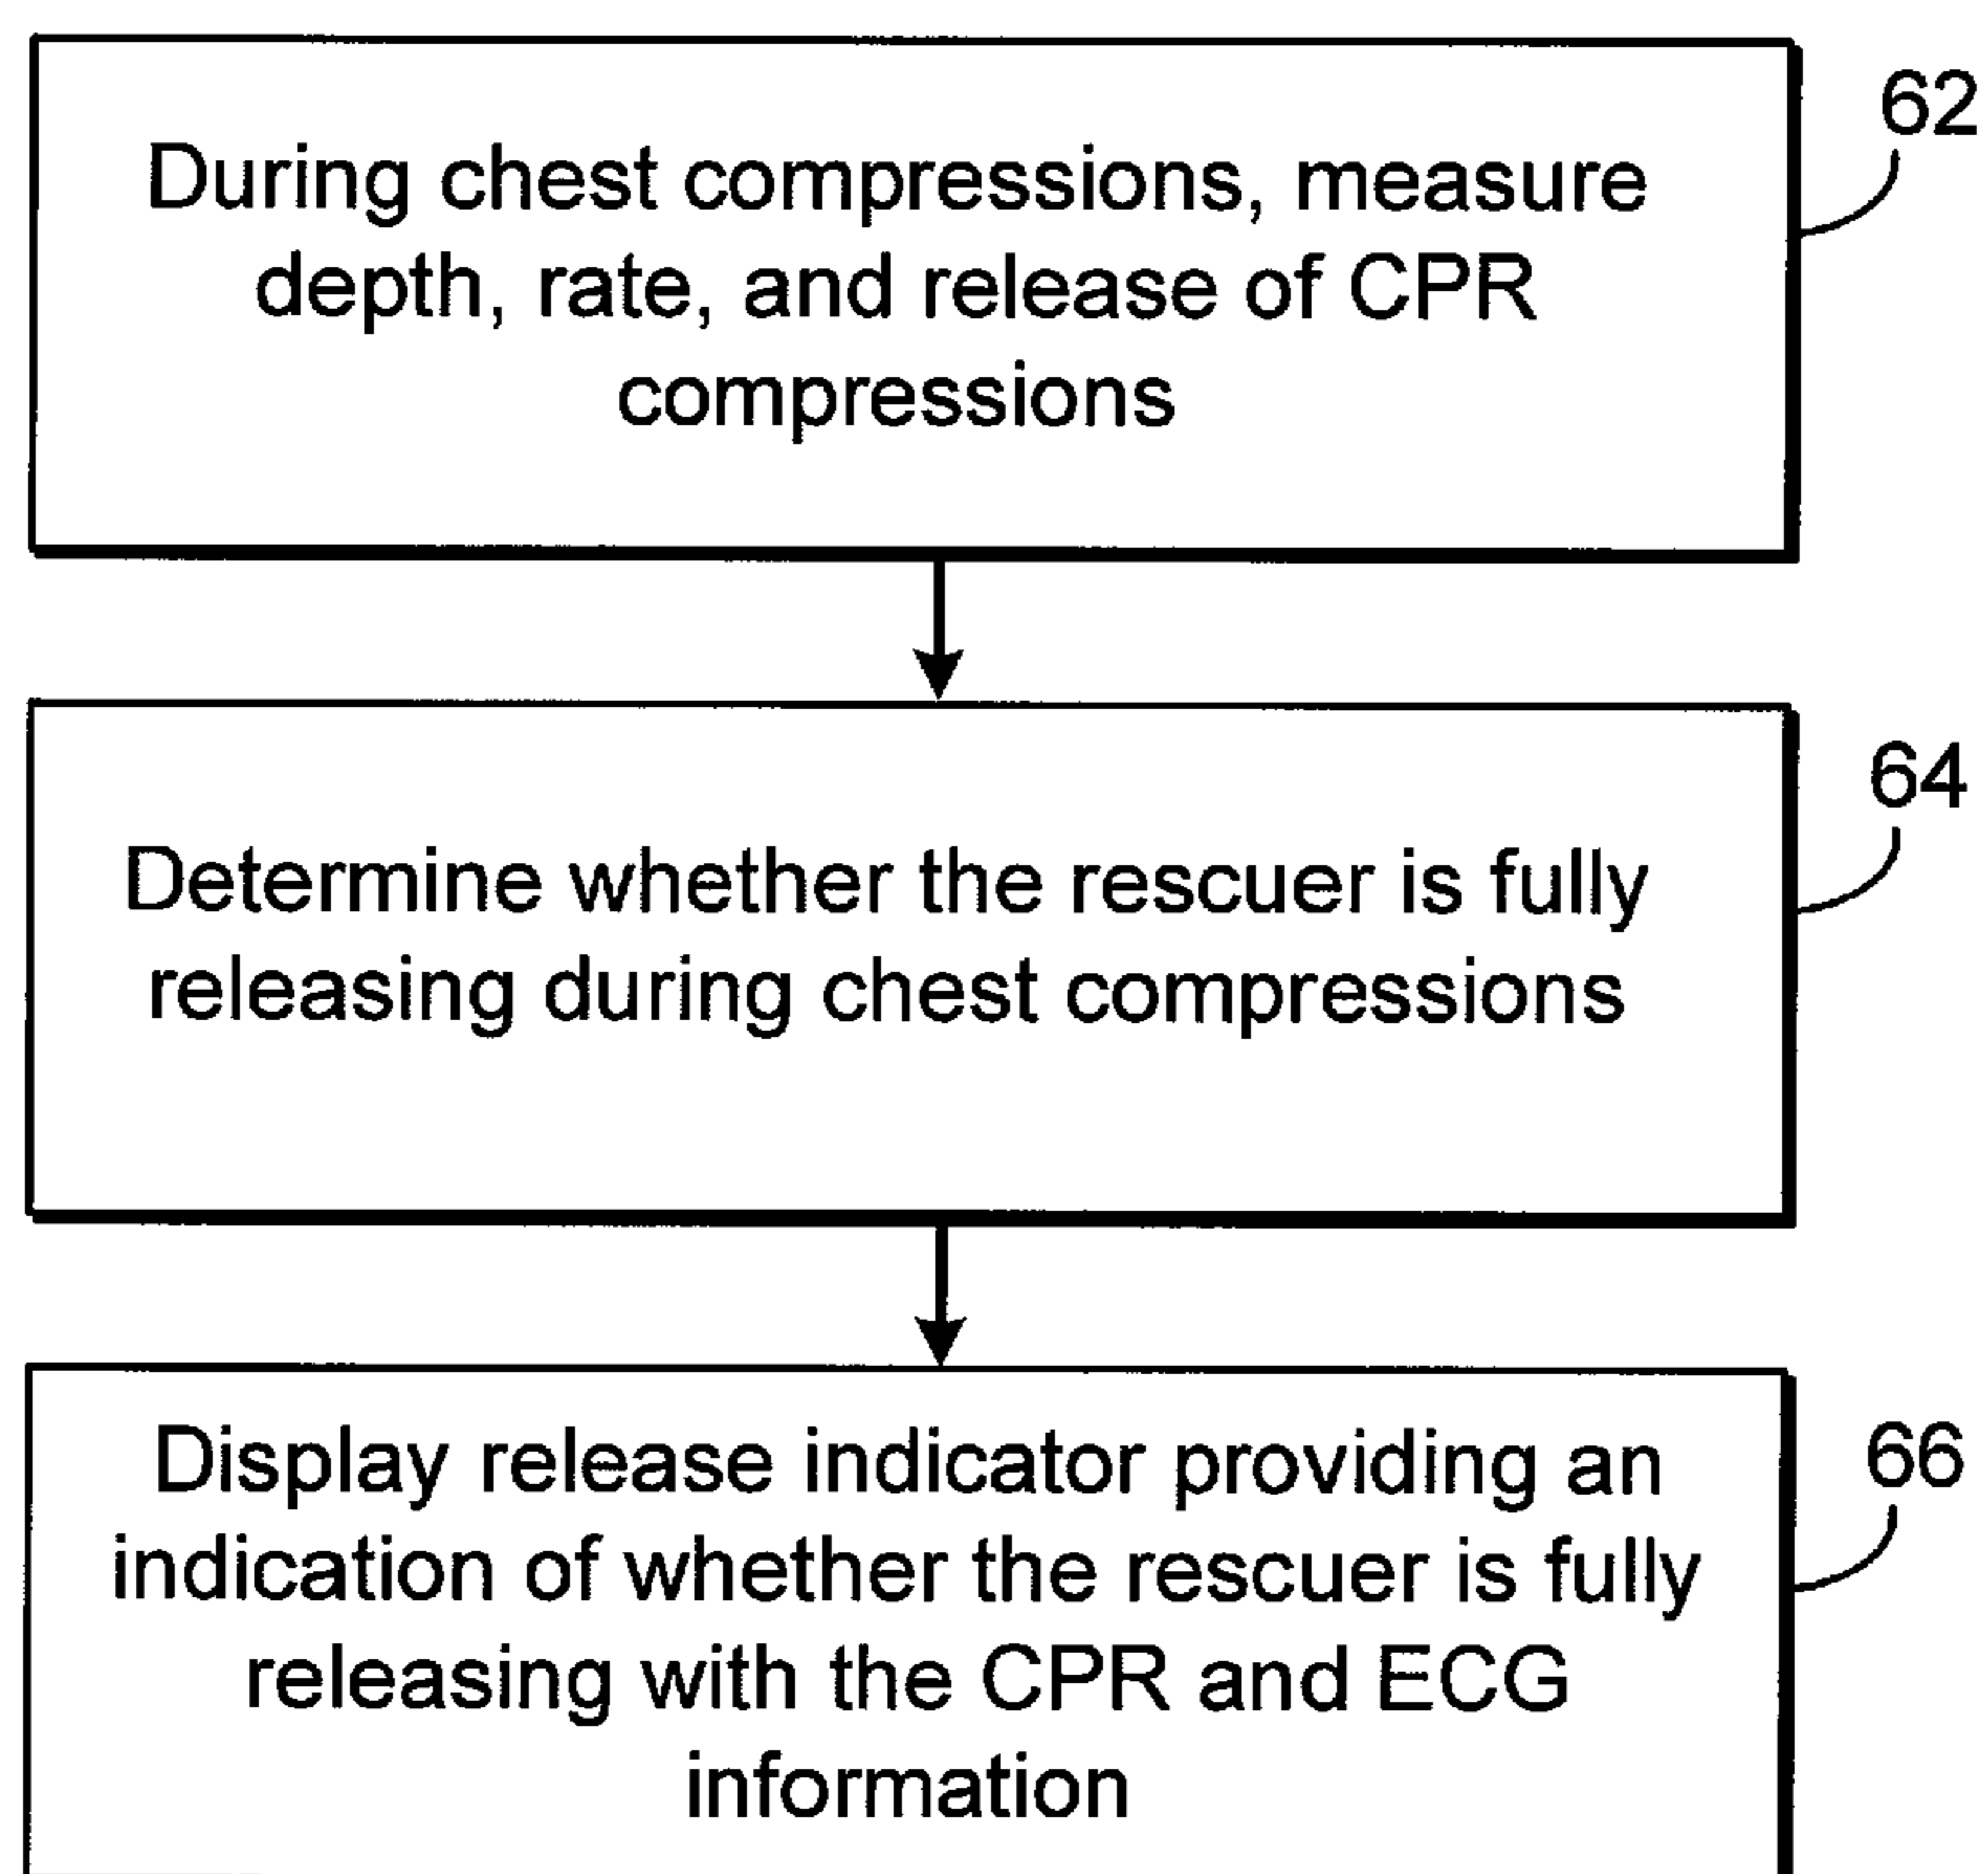 During chest compressions, measure
depth, rate, and release of CPR
compressions
62
Determine whether the rescuer is fully
releasing during chest compressions
64
Display release indicator providing an
indication of whether the rescuer is fully
releasing with the CPR and ECG
information
66